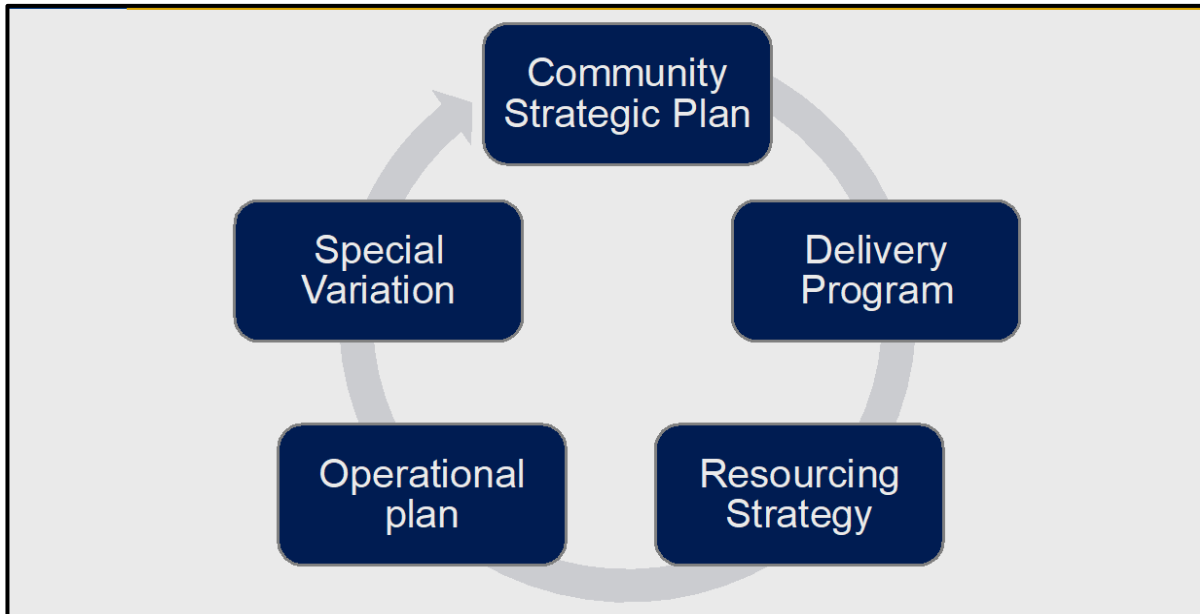 Community
Strategic Plan
Delivery
Program
Resourcing
Strategy
Operational
plan
Special
Variation